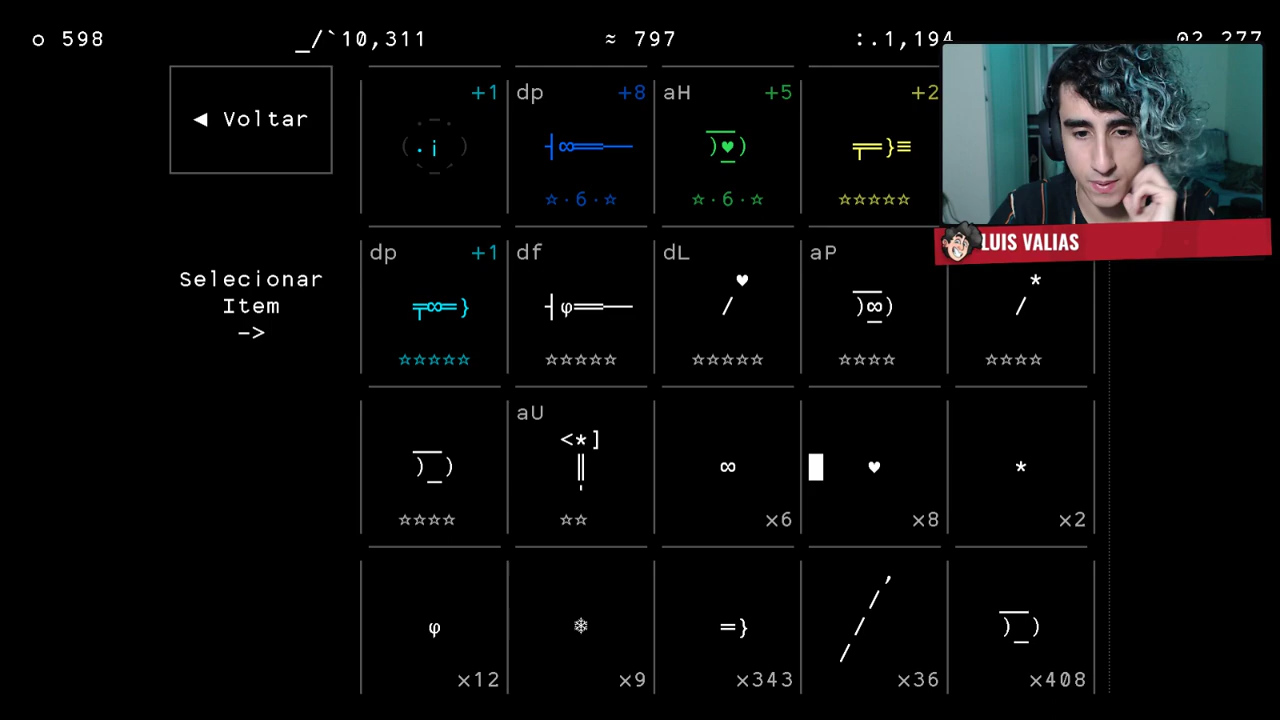 o 598 _/`10,311 ≈ 797 :.1,194
◄ Voltar
+1 dp +8 aH +5 +2
(.i) ┤∞══── )♥) ╤═}≡
☆·6·☆ ☆·6·☆ ☆☆☆☆☆
LUIS VALIAS
Selecionar
Item
->
dp +1 df dL aP
╤∞═} ┤φ══── /♥ )∞) /*
☆☆☆☆☆ ☆☆☆☆☆ ☆☆☆☆☆ ☆☆☆☆ ☆☆☆☆
aU
)_) <*] ∞ ♥ *
☆☆☆☆ ☆☆ ×6 ×8 ×2
φ ❄ =} )_)
×12 ×9 ×343 ×36 ×408